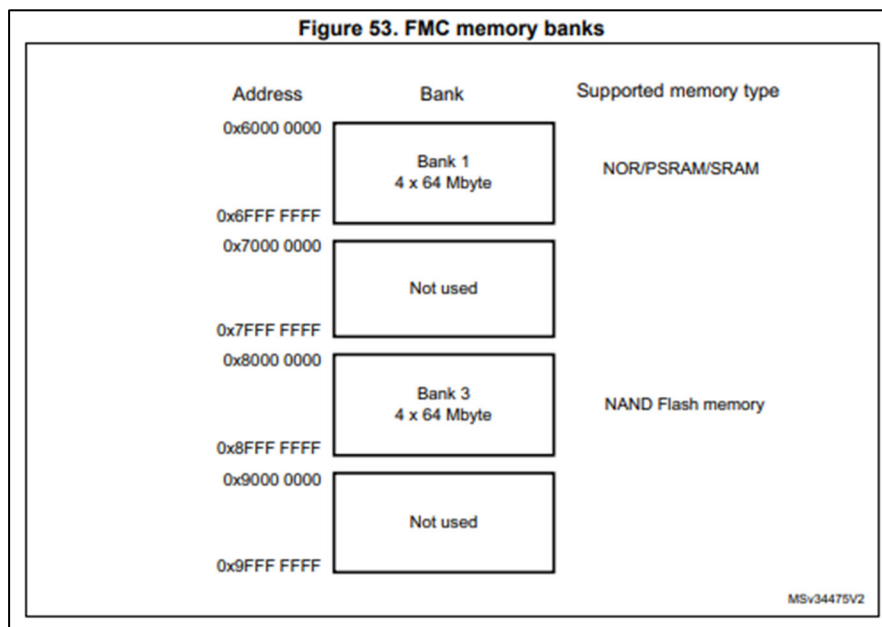 Figure 53. FMC memory banks
Address Bank Supported memory type
0x6000 0000
Bank 1
4 x 64 Mbyte
NOR/PSRAM/SRAM
0x6FFF FFFF
0x7000 0000
Not used
0x7FFF FFFF
0x8000 0000
Bank 3
4 x 64 Mbyte
NAND Flash memory
0x8FFF FFFF
0x9000 0000
Not used
0x9FFF FFFF
MSv34475V2